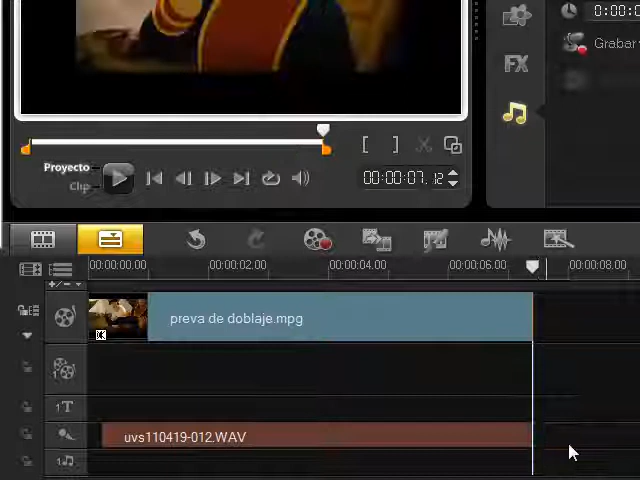 0:00:0
Grabar
FX
[ ]
Proyecto
Clip
00:00:07.12
00:00:00.00 00:00:02.00 00:00:04.00 00:00:06.00 00:00:08.00
+/-
preva de doblaje.mpg
1T
uvs110419-012.WAV
1